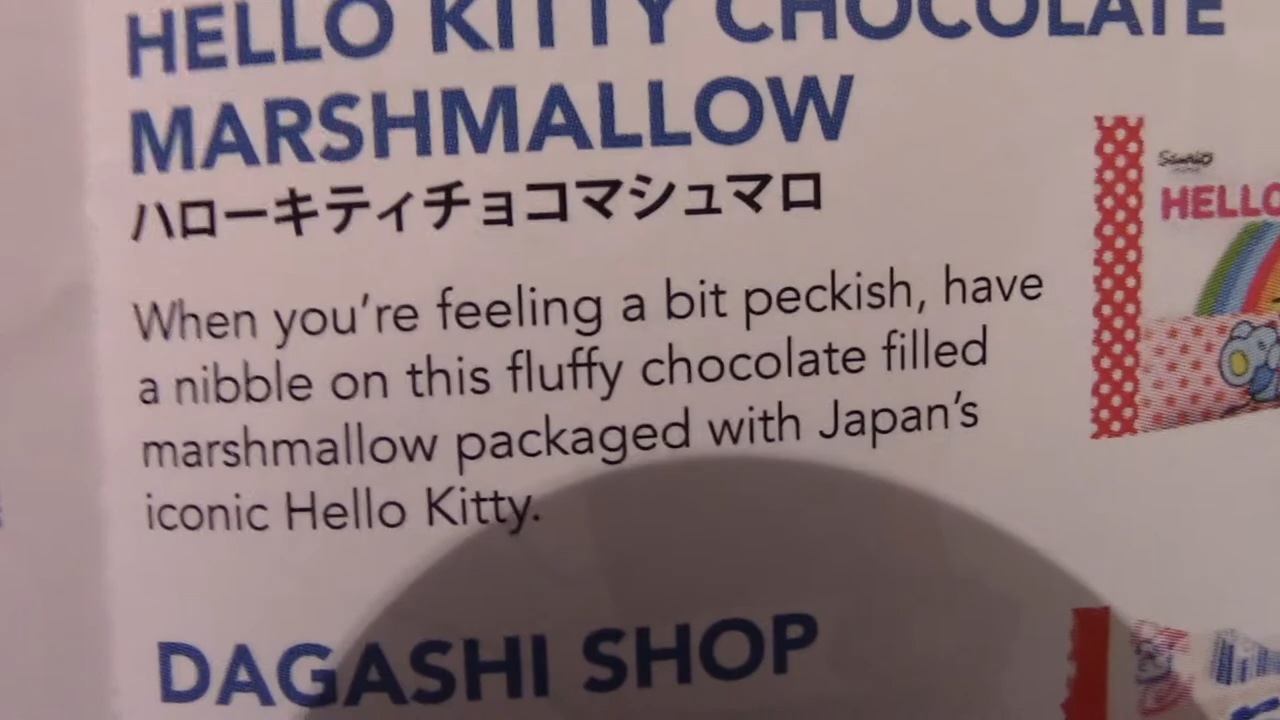 HELLO KITTY CHOCOLATE
MARSHMALLOW
ハローキティチョコマシュマロ
When you're feeling a bit peckish, have
a nibble on this fluffy chocolate filled
marshmallow packaged with Japan's
iconic Hello Kitty.
Sanrio
HELLO
DAGASHI SHOP